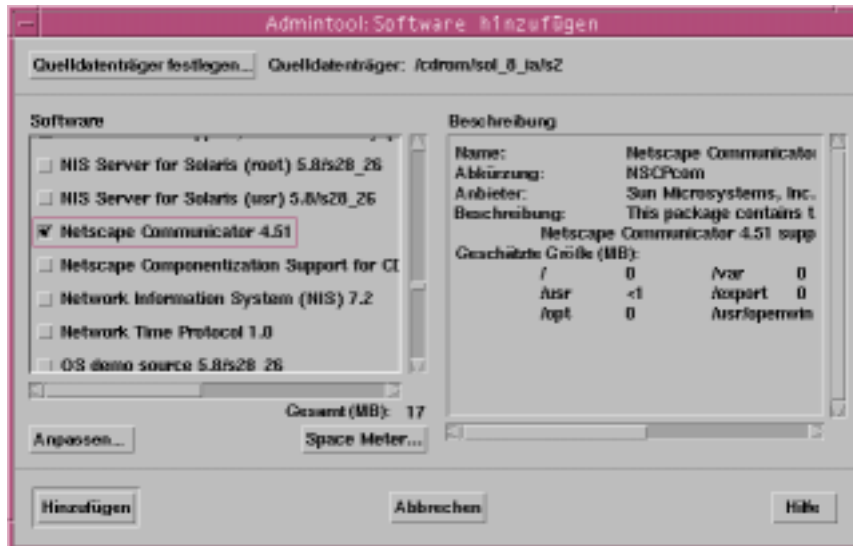 Admintool: Software hinzufügen
Quelldatenträger festlegen... Quelldatenträger: /cdrom/sol_8_ia/s2
Software
NIS Server for Solaris (root) 5.8/s28_26
NIS Server for Solaris (usr) 5.8/s28_26
Netscape Communicator 4.51
Netscape Componentization Support for CD
Network Information System (NIS) 7.2
Network Time Protocol 1.0
OS demo source 5.8/s28_26
Gesamt (MB): 17
Anpassen... Space Meter...
Beschreibung
Name: Netscape Communicator
Abkürzung: NSCPcom
Anbieter: Sun Microsystems, Inc.
Beschreibung: This package contains t
Netscape Communicator 4.51 supp
Geschätzte Größe (MB):
/ 0 /var 0
/usr <1 /export 0
/opt 0 /usr/openwin
Hinzufügen Abbrechen Hilfe